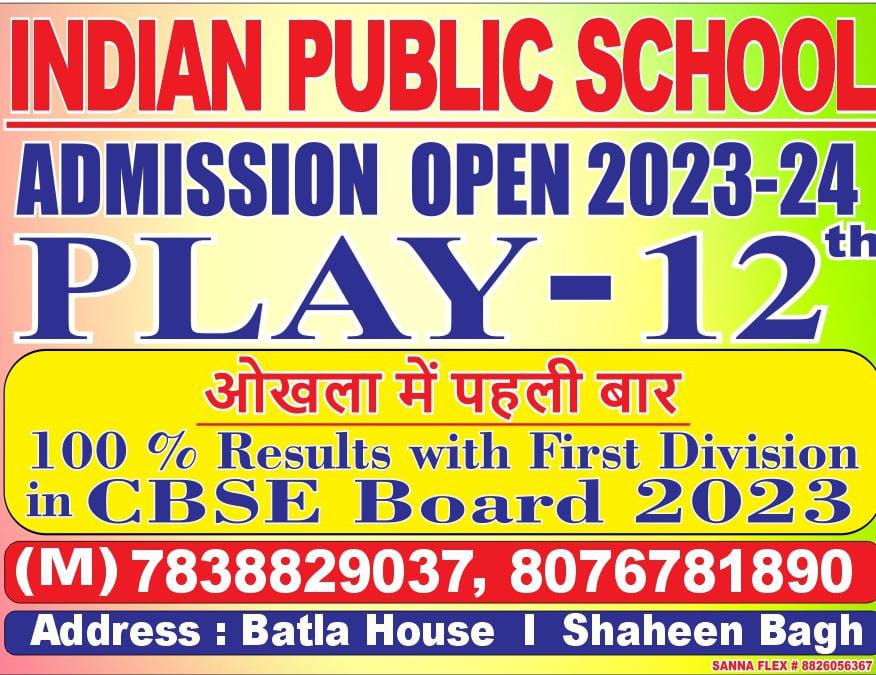 INDIAN PUBLIC SCHOOL
ADMISSION OPEN 2023-24
PLAY-12th
ओखला में पहली बार
100 % Results with First Division
in CBSE Board 2023
(M) 7838829037, 8076781890
Address : Batla House I Shaheen Bagh
SANNA FLEX # 8826056367